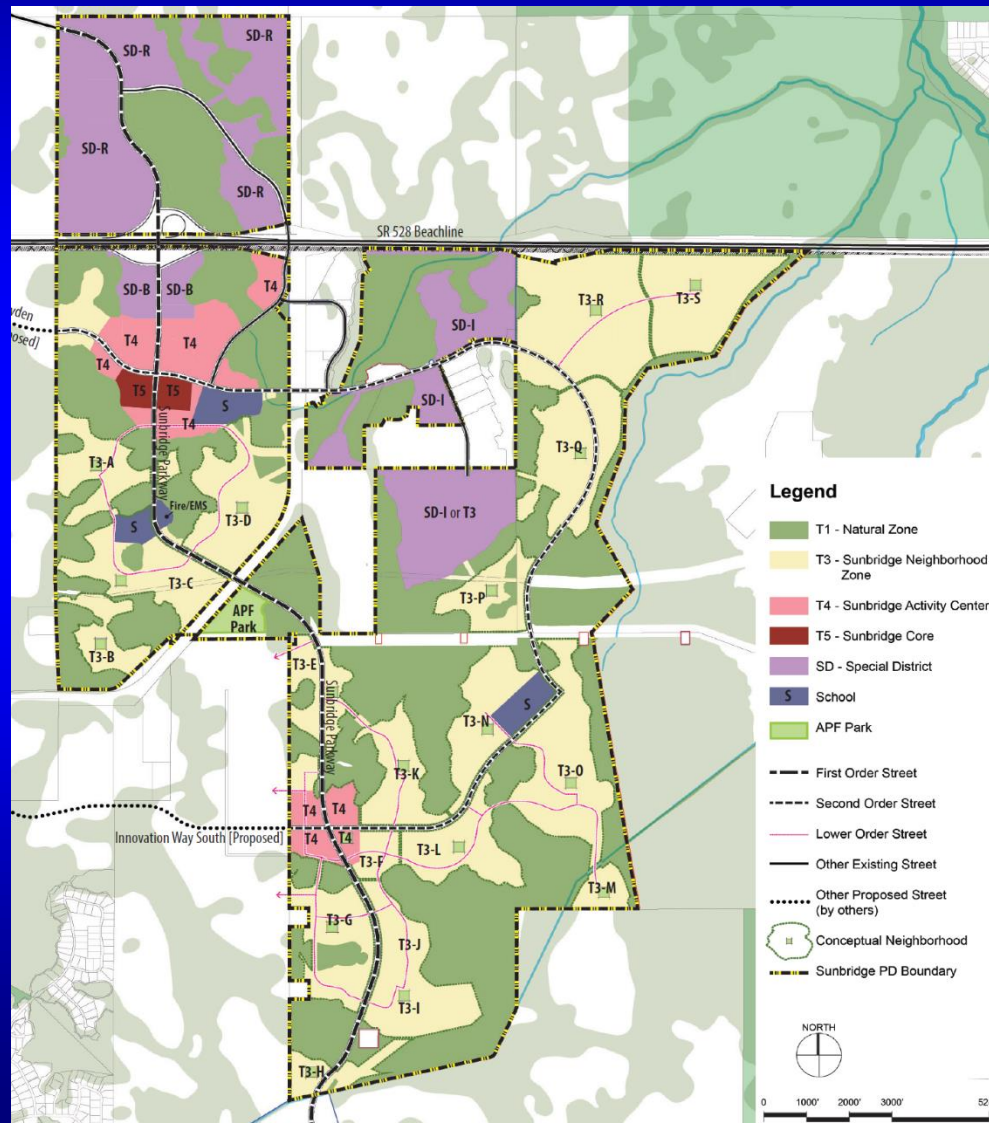 SD-R
SD-R
SD-R
SD-R
SR 528 Beachline
SD-B
SD-B
T4
T3-R
T3-S
SD-I
T4
T4
T4
T5
T5
S
SD-I
T4
T3-Q
Sunbridge Parkway
T3-A
Fire/EMS
S
T3-D
SD-I or T3
T3-C
T3-P
APF
Park
T3-B
T3-E
Sunbridge Parkway
S
T3-N
T3-K
T3-O
T4
T4
Innovation Way South [Proposed]
T4
T4
T3-F
T3-L
T3-M
T3-G
T3-J
T3-I
T3-H
Legend
T1 - Natural Zone
T3 - Sunbridge Neighborhood
Zone
T4 - Sunbridge Activity Center
T5 - Sunbridge Core
SD - Special District
S
School
APF Park
First Order Street
Second Order Street
Lower Order Street
Other Existing Street
Other Proposed Street
(by others)
Conceptual Neighborhood
Sunbridge PD Boundary
NORTH
0 1000' 2000' 3000'